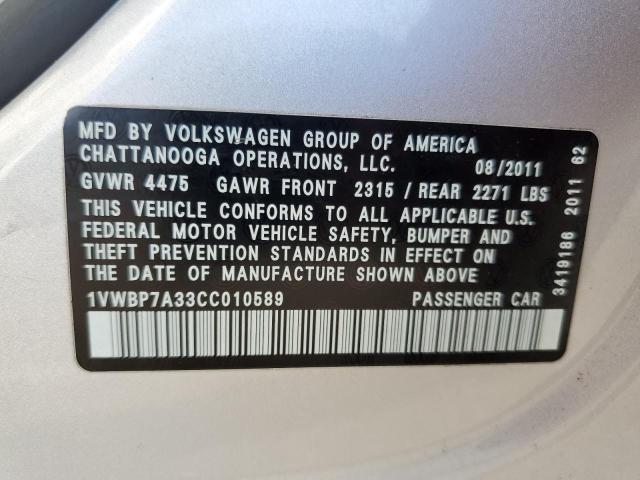 MFD BY VOLKSWAGEN GROUP OF AMERICA
CHATTANOOGA OPERATIONS, LLC. 08/2011
GVWR 4475 GAWR FRONT 2315 / REAR 2271 LBS
THIS VEHICLE CONFORMS TO ALL APPLICABLE U.S.
FEDERAL MOTOR VEHICLE SAFETY, BUMPER AND
THEFT PREVENTION STANDARDS IN EFFECT ON
THE DATE OF MANUFACTURE SHOWN ABOVE
1VWBP7A33CC010589 PASSENGER CAR
3419186 2011 62